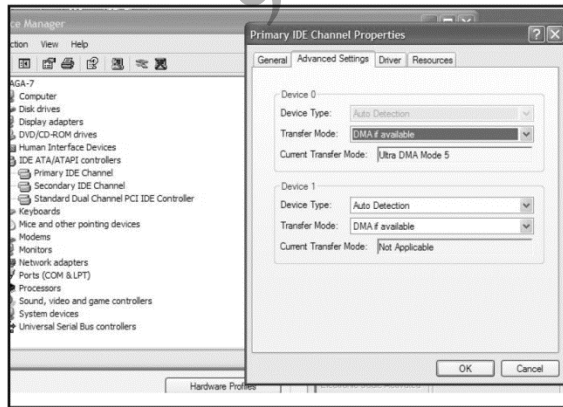 ce Manager
ction View Help
AGA-7
Computer
Disk drives
Display adapters
DVD/CD-ROM drives
Human Interface Devices
IDE ATA/ATAPI controllers
Primary IDE Channel
Secondary IDE Channel
Standard Dual Channel PCI IDE Controller
Keyboards
Mice and other pointing devices
Modems
Monitors
Network adapters
Ports (COM & LPT)
Processors
Sound, video and game controllers
System devices
Universal Serial Bus controllers
Hardware Profiles
Primary IDE Channel Properties
General Advanced Settings Driver Resources
Device 0
Device Type: Auto Detection
Transfer Mode: DMA if available
Current Transfer Mode: Ultra DMA Mode 5
Device 1
Device Type: Auto Detection
Transfer Mode: DMA if available
Current Transfer Mode: Not Applicable
OK Cancel